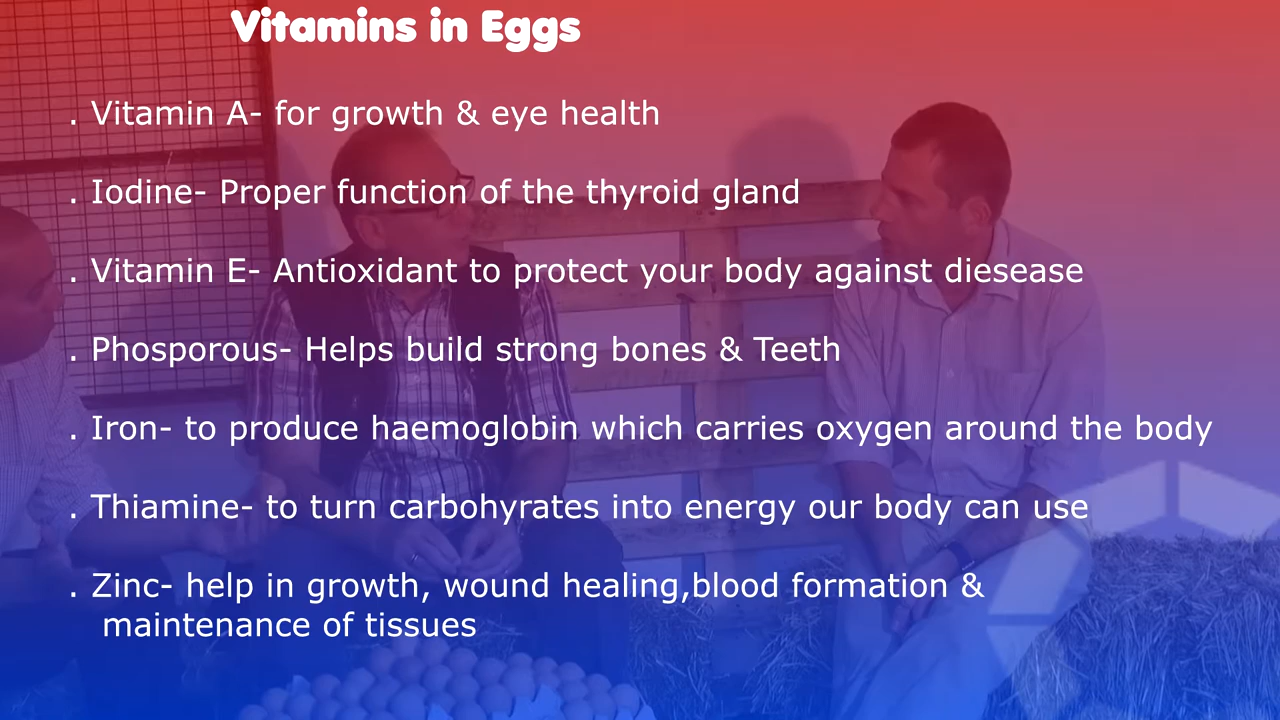 Vitamins in Eggs
. Vitamin A- for growth & eye health
. Iodine- Proper function of the thyroid gland
. Vitamin E- Antioxidant to protect your body against diesease
. Phosporous- Helps build strong bones & Teeth
. Iron- to produce haemoglobin which carries oxygen around the body
. Thiamine- to turn carbohyrates into energy our body can use
. Zinc- help in growth, wound healing,blood formation &
maintenance of tissues